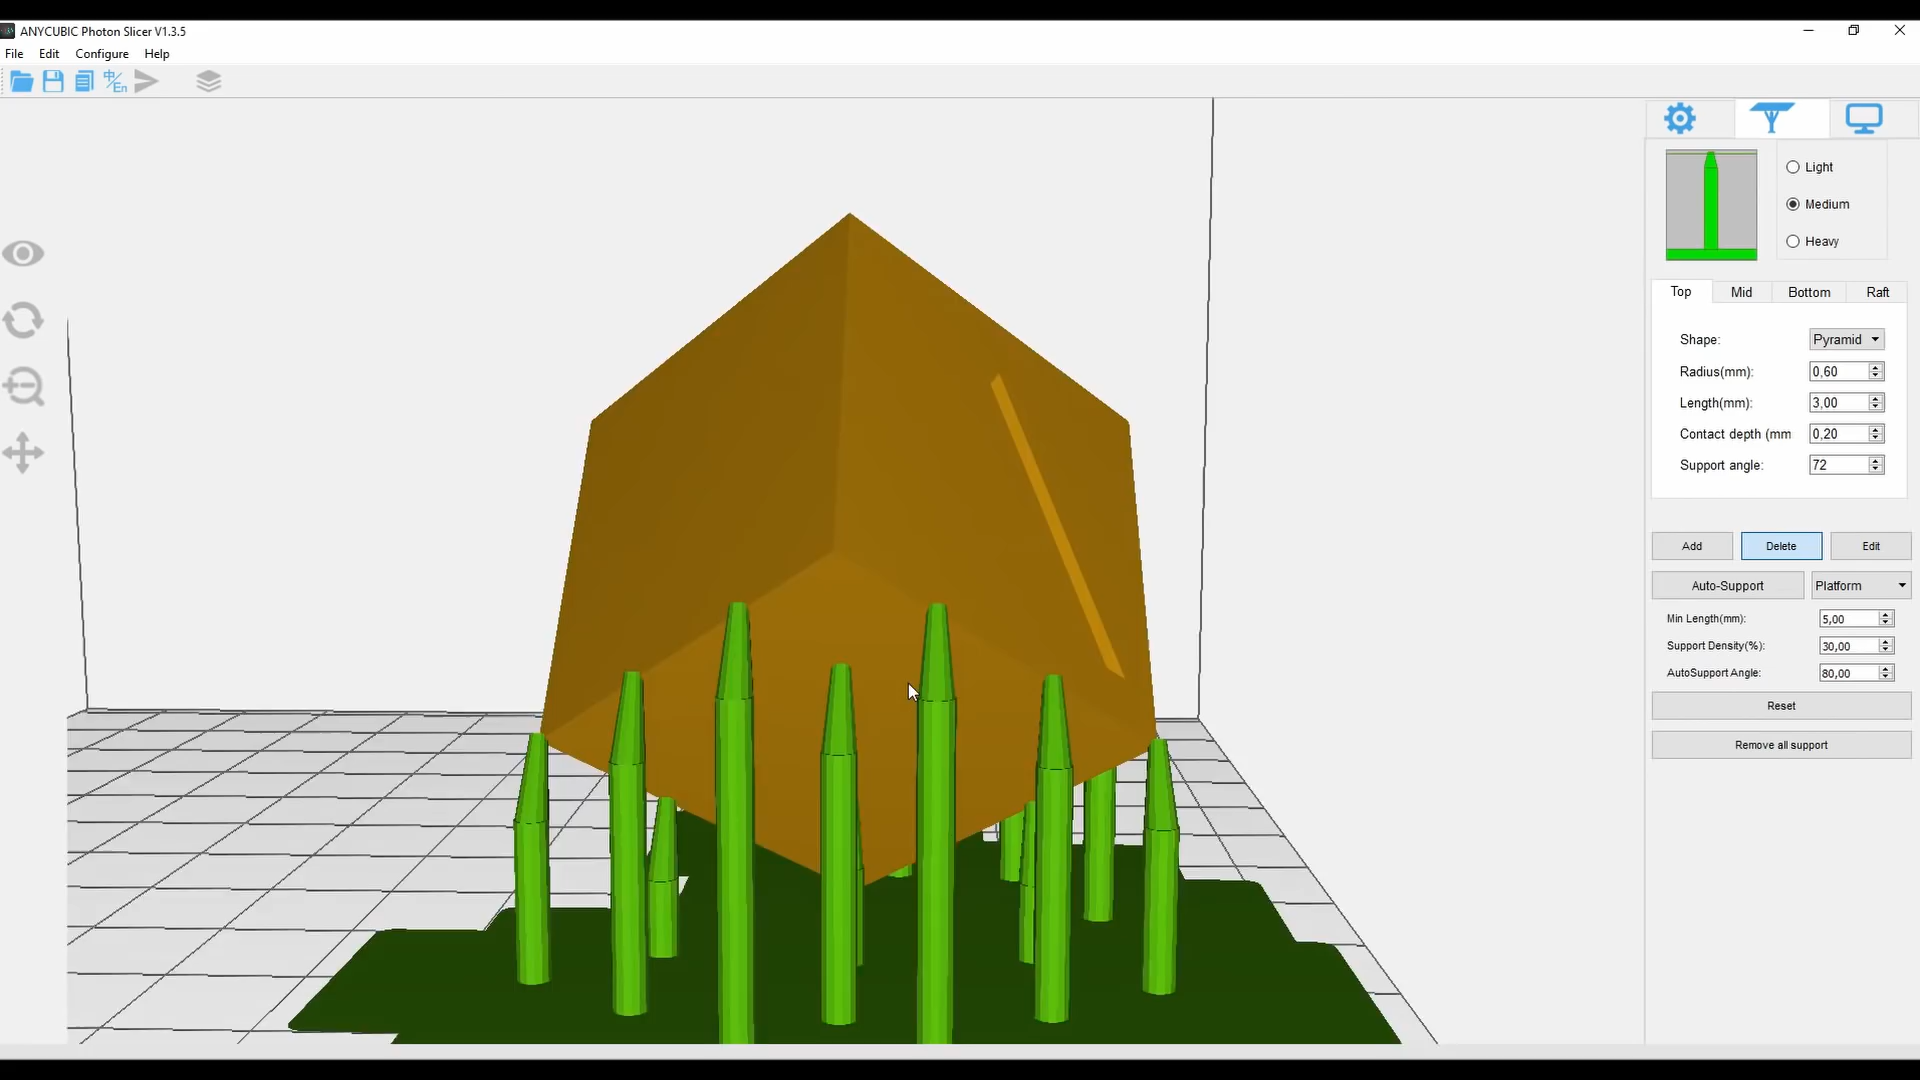 ANYCUBIC Photon Slicer V1.3.5
File Edit Configure Help
中/En
Light
Medium
Heavy
Top Mid Bottom Raft
Shape: Pyramid
Radius(mm): 0,60
Length(mm): 3,00
Contact depth (mm 0,20
Support angle: 72
Add Delete Edit
Auto-Support Platform
Min Length(mm): 5,00
Support Density(%): 30,00
AutoSupport Angle: 80,00
Reset
Remove all support